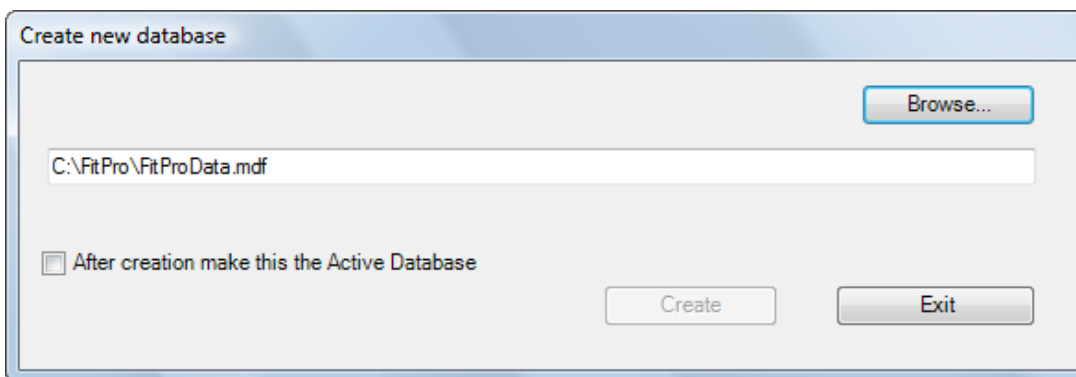 Create new database
Browse...
C:\FitPro\FitProData.mdf
After creation make this the Active Database
Create
Exit